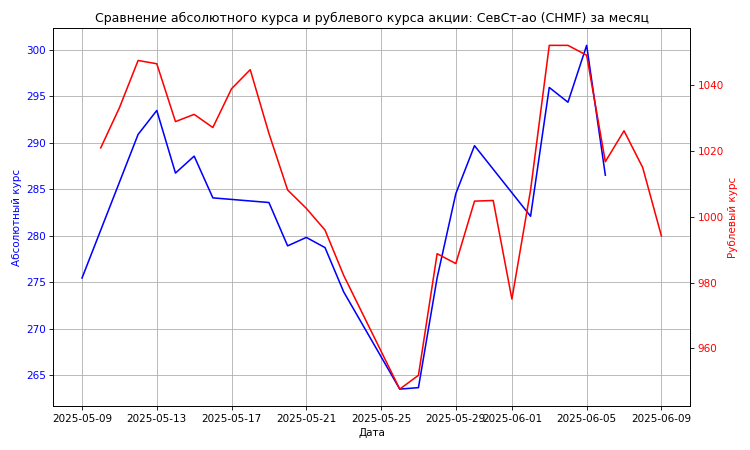 Сравнение абсолютного курса и рублевого курса акции: СевСт-ао (CHMF) за месяц
Абсолютный курс
300
295
290
285
280
275
270
265
1040
1020
1000
980
960
Рублевый курс
2025-05-09 2025-05-13 2025-05-17 2025-05-21 2025-05-25 2025-05-29 2025-06-01 2025-06-05 2025-06-09
Дата